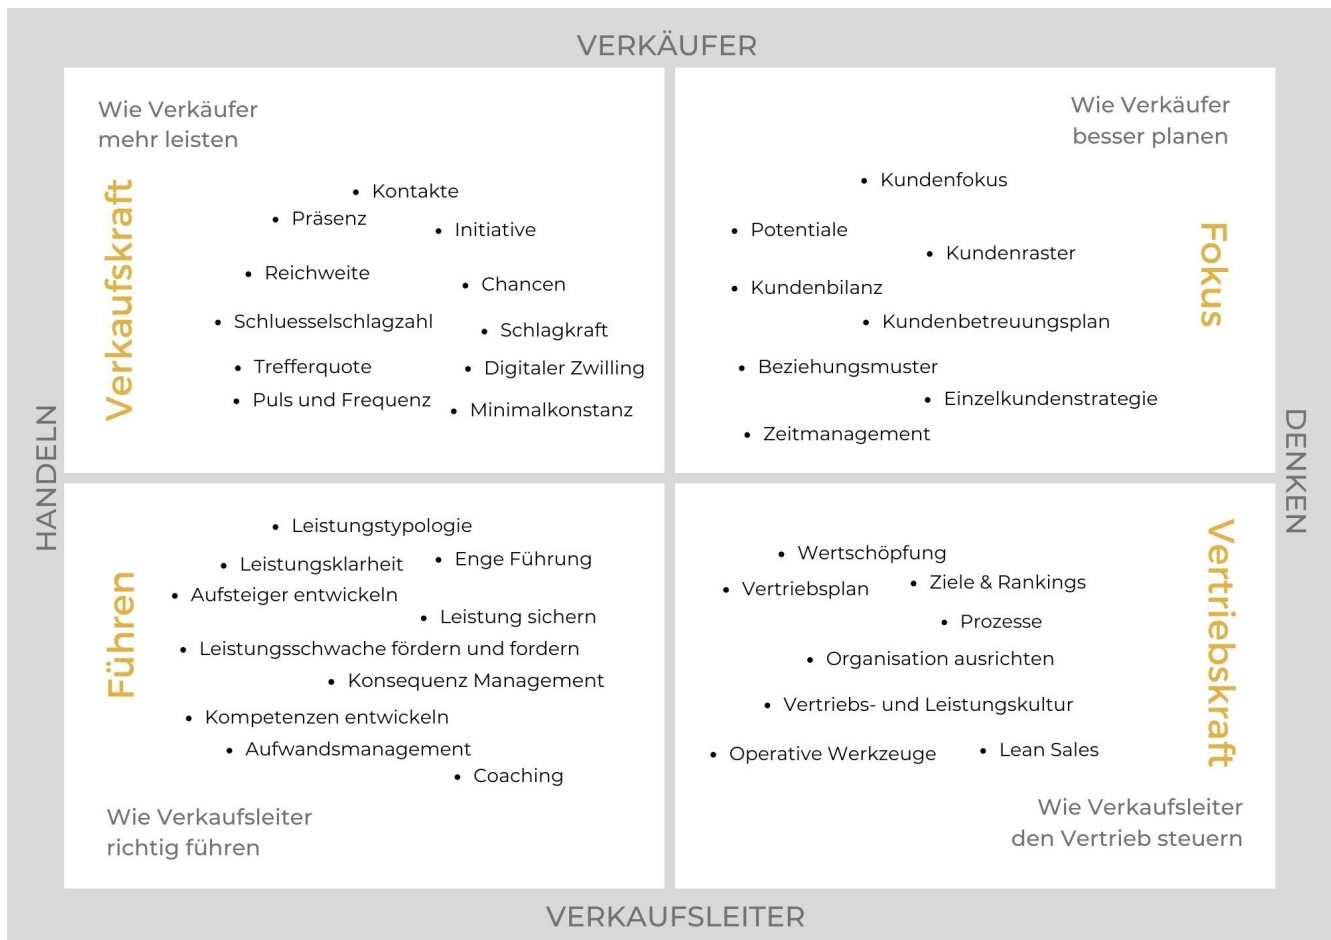 VERKÄUFER
HANDELN
DENKEN
Wie Verkäufer
mehr leisten
Verkaufskraft
Kontakte
Präsenz
Initiative
Reichweite
Chancen
Schluesselschlagzahl
Schlagkraft
Trefferquote
Digitaler Zwilling
Puls und Frequenz
Minimalkonstanz
Wie Verkäufer
besser planen
Fokus
Kundenfokus
Potentiale
Kundenraster
Kundenbilanz
Kundenbetreuungsplan
Beziehungsmuster
Einzelkundenstrategie
Zeitmanagement
Führen
Leistungstypologie
Leistungsklarheit
Enge Führung
Aufsteiger entwickeln
Leistung sichern
Leistungsschwache fördern und fordern
Konsequenz Management
Kompetenzen entwickeln
Aufwandsmanagement
Coaching
Wie Verkaufsleiter
richtig führen
Vertriebskraft
Wertschöpfung
Vertriebsplan
Ziele & Rankings
Prozesse
Organisation ausrichten
Vertriebs- und Leistungskultur
Operative Werkzeuge
Lean Sales
Wie Verkaufsleiter
den Vertrieb steuern
VERKAUFSLEITER